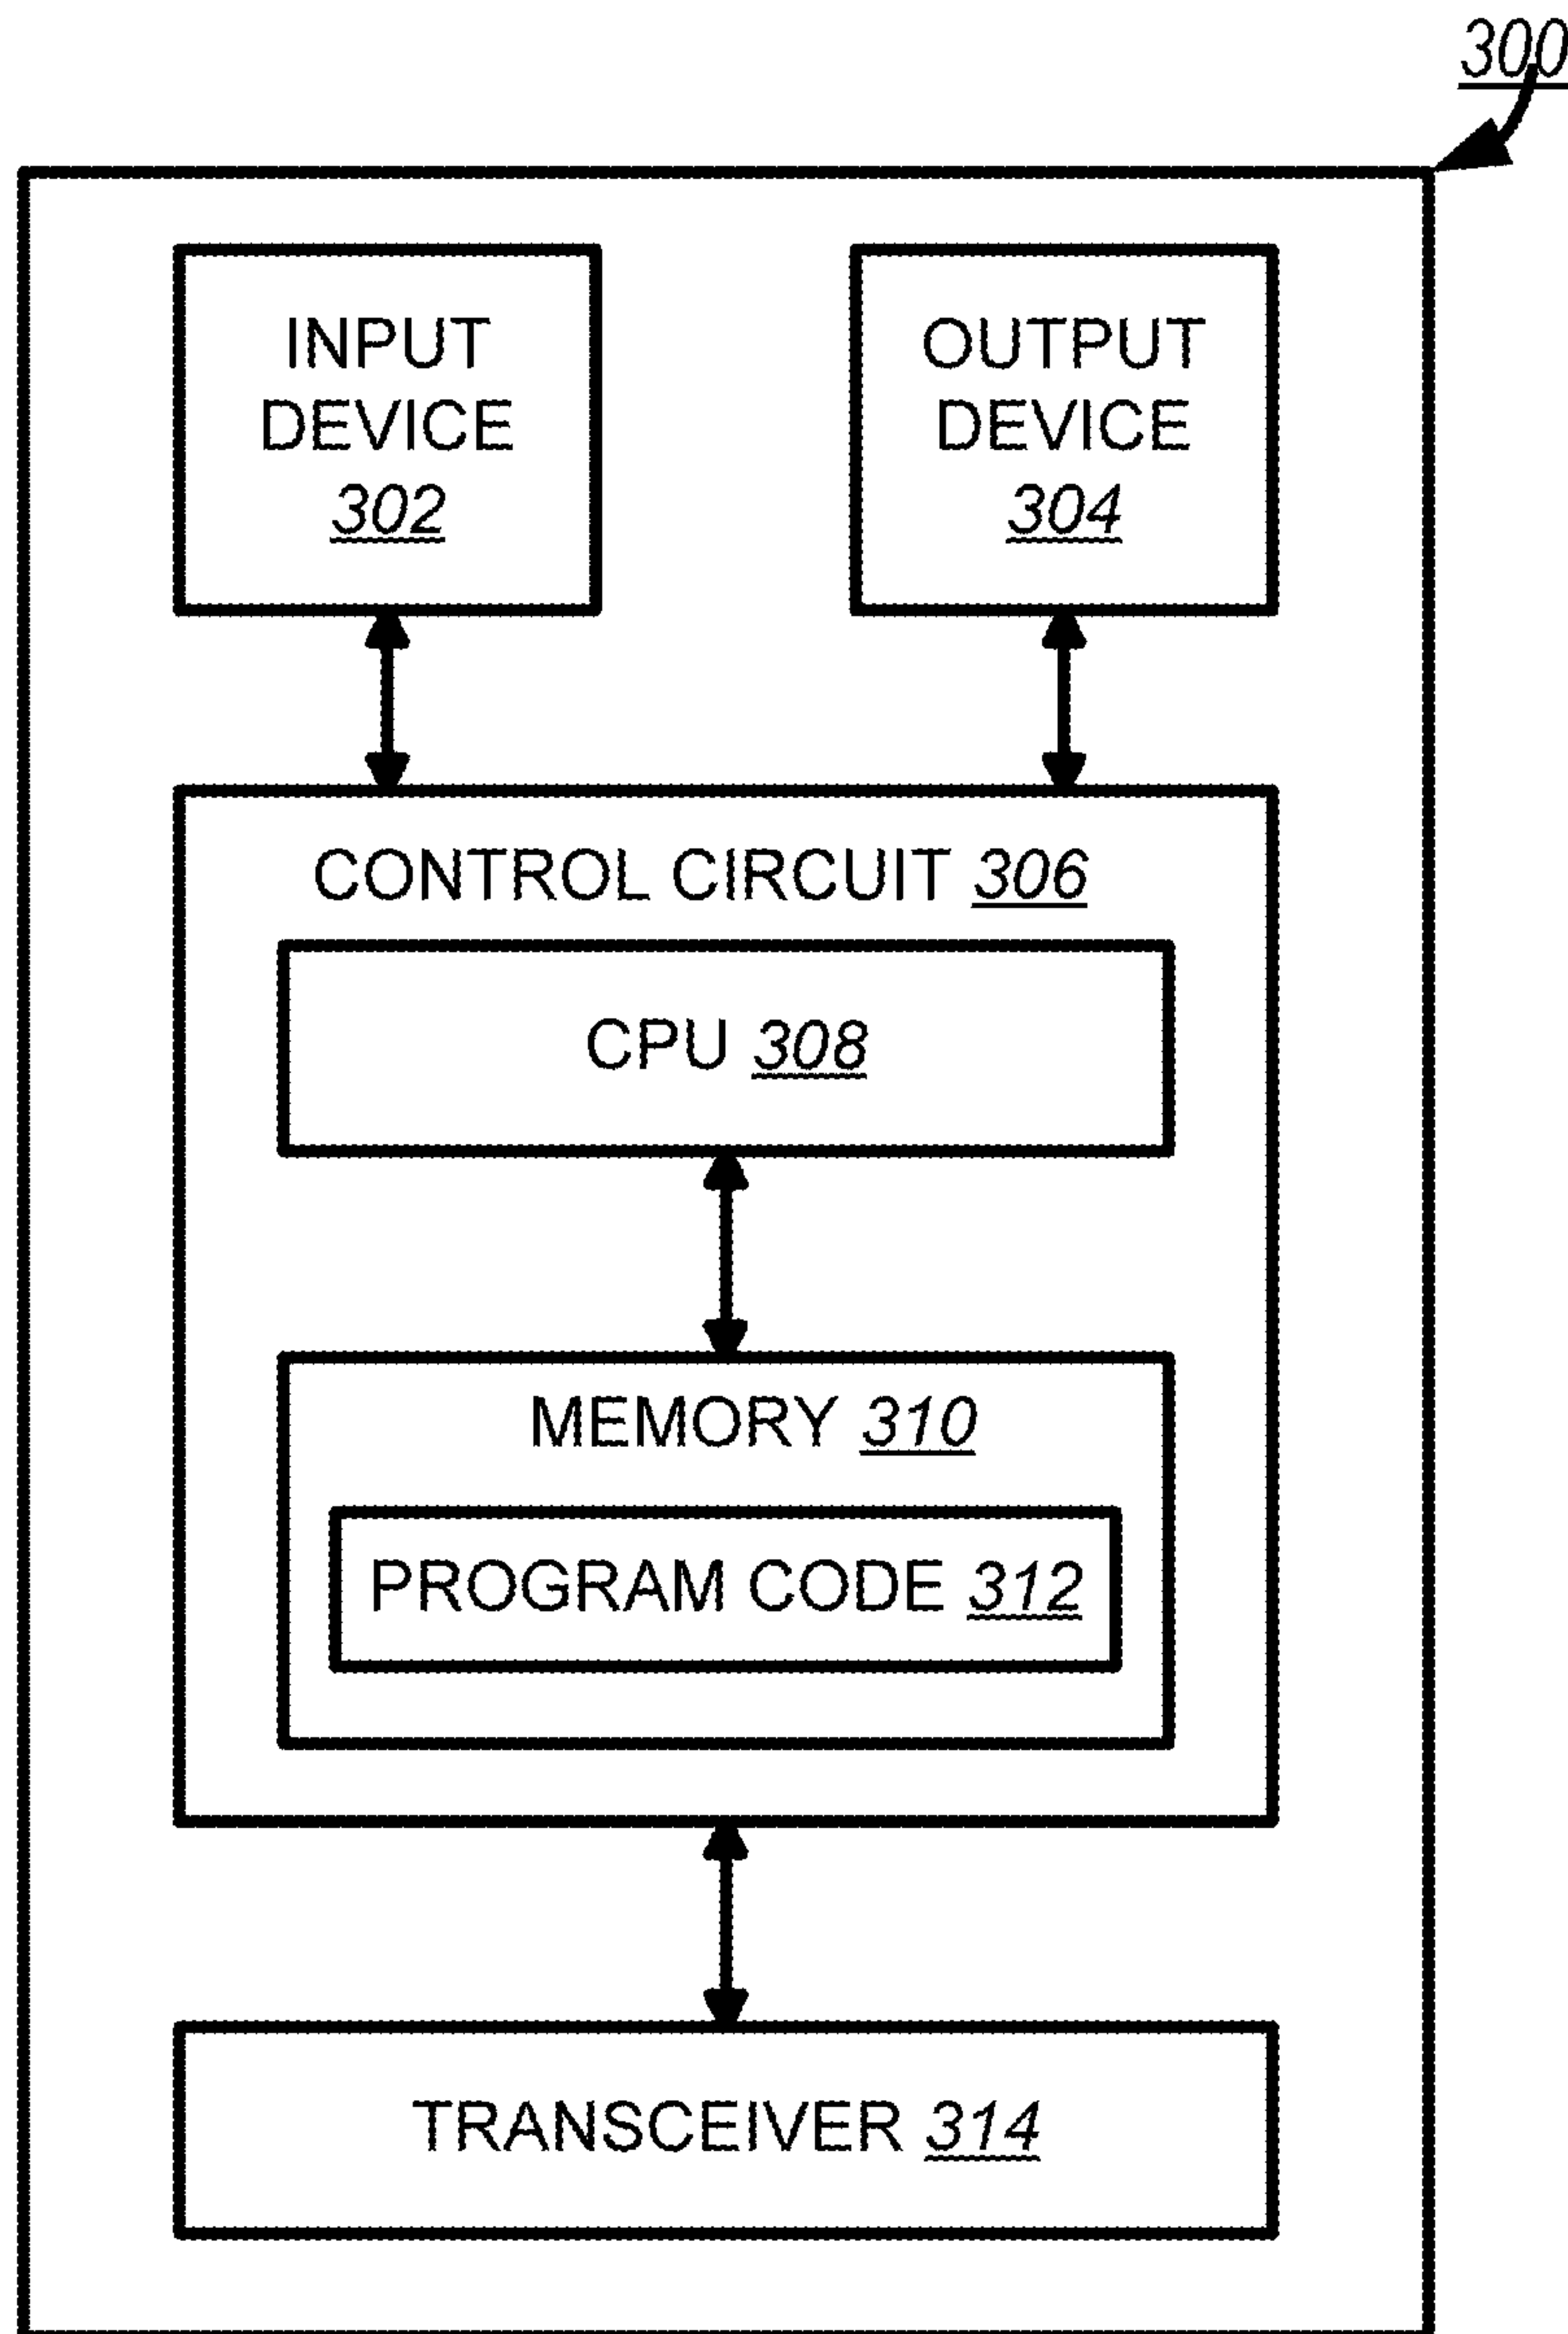 300
INPUT
DEVICE
302
OUTPUT
DEVICE
304
CONTROL CIRCUIT 306
CPU 308
MEMORY 310
PROGRAM CODE 312
TRANSCEIVER 314